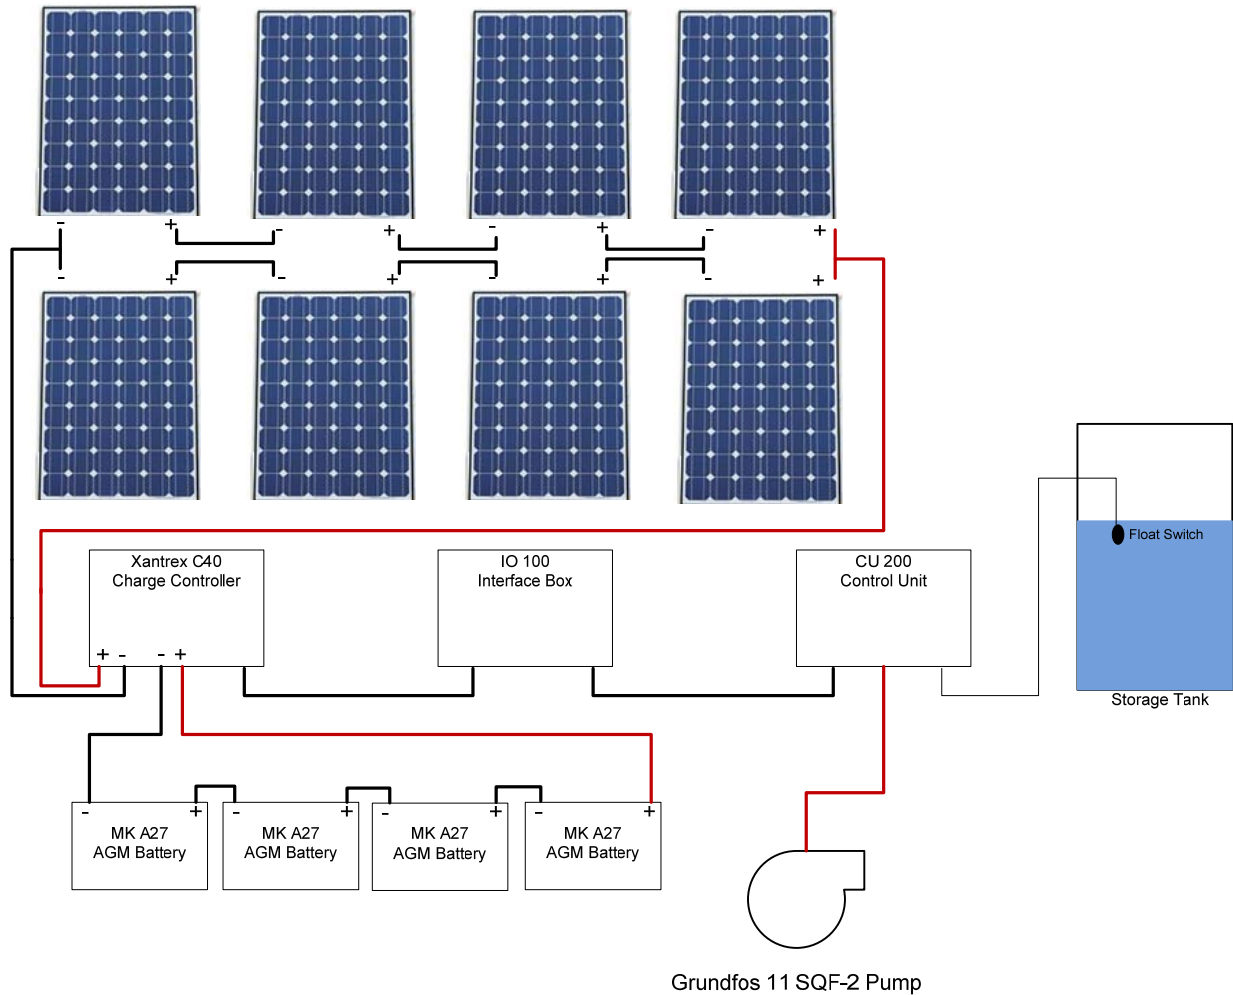 - + - + - + - +
- + - + - + - +
Xantrex C40
Charge Controller
+ - - +
IO 100
Interface Box
CU 200
Control Unit
Float Switch
Storage Tank
- + - + - + - +
MK A27
AGM Battery
MK A27
AGM Battery
MK A27
AGM Battery
MK A27
AGM Battery
Grundfos 11 SQF-2 Pump